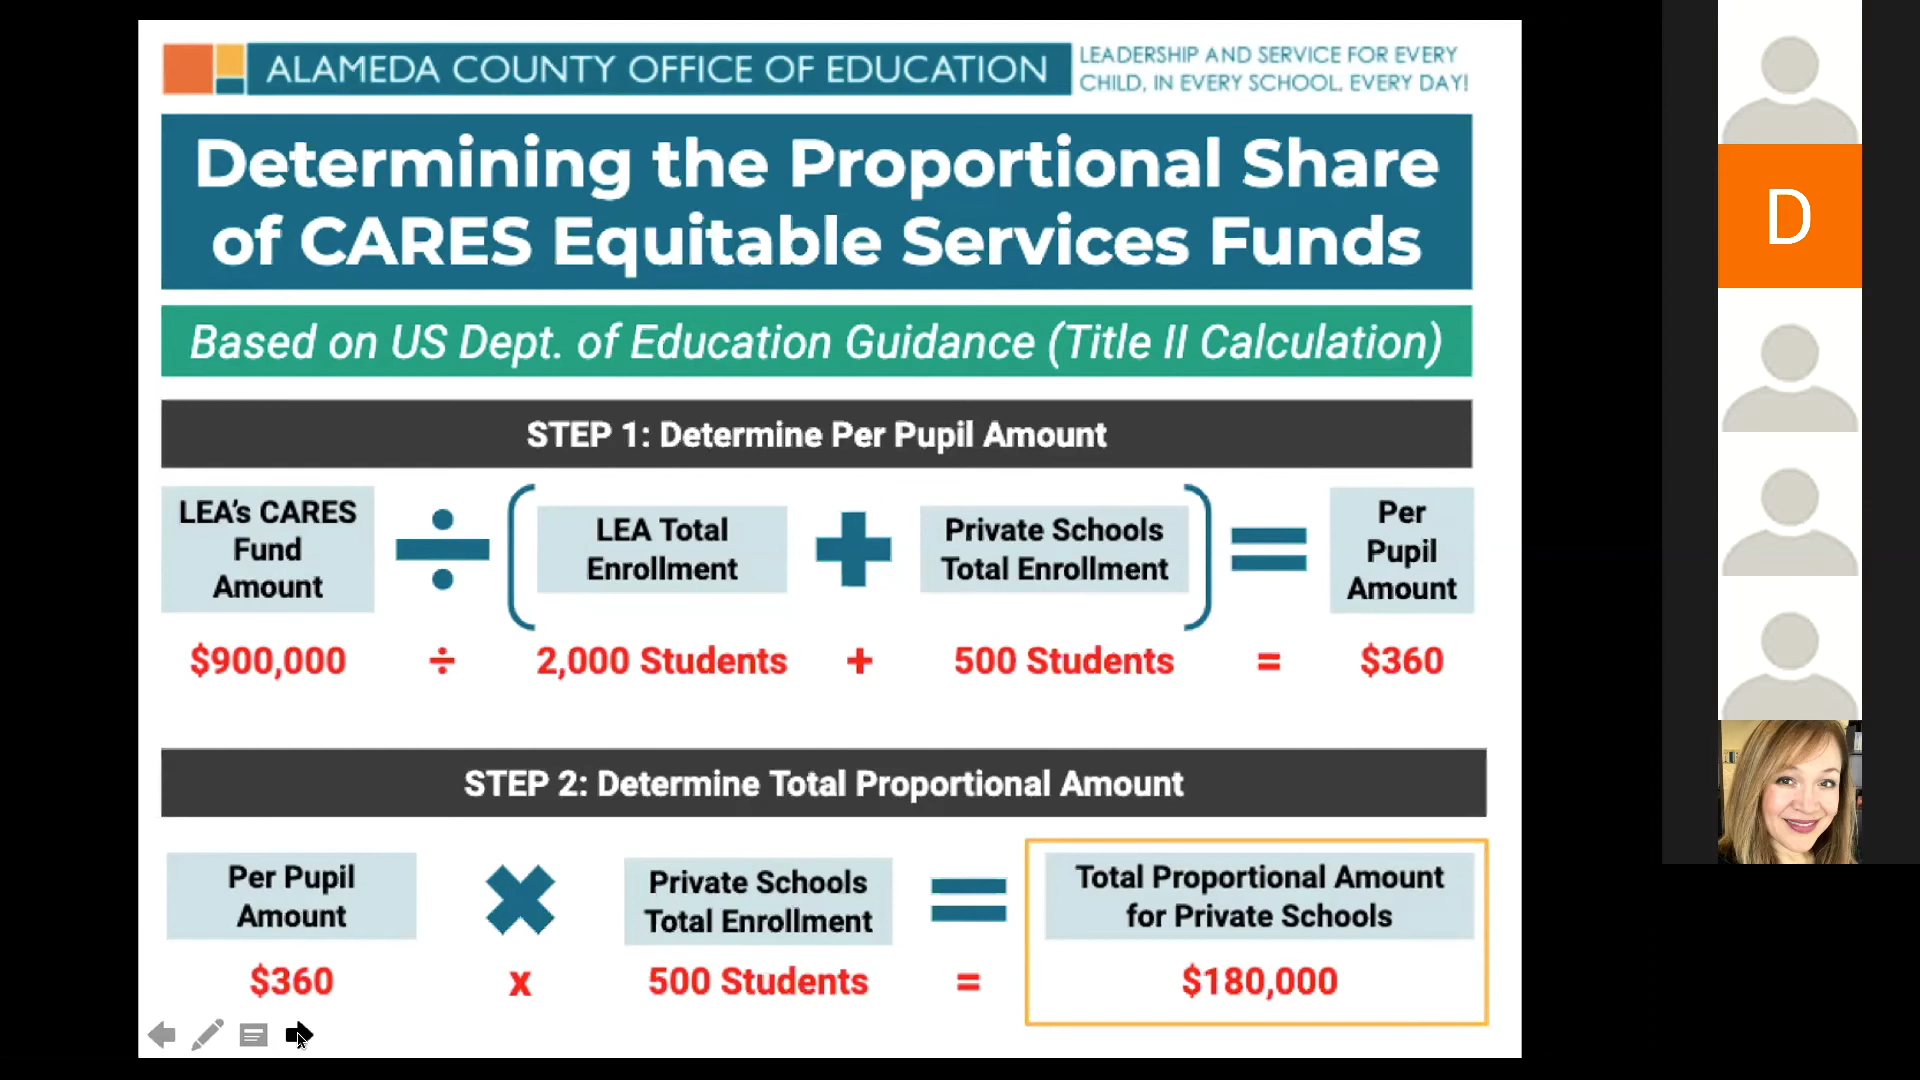 ALAMEDA COUNTY OFFICE OF EDUCATION
LEADERSHIP AND SERVICE FOR EVERY
CHILD, IN EVERY SCHOOL, EVERY DAY!
Determining the Proportional Share
of CARES Equitable Services Funds
Based on US Dept. of Education Guidance (Title II Calculation)
STEP 1: Determine Per Pupil Amount
LEA's CARES
Fund
Amount
÷
(
LEA Total
Enrollment
+
Private Schools
Total Enrollment
)
=
Per
Pupil
Amount
$900,000 ÷ 2,000 Students + 500 Students = $360
STEP 2: Determine Total Proportional Amount
Per Pupil
Amount
×
Private Schools
Total Enrollment
=
Total Proportional Amount
for Private Schools
$360 x 500 Students = $180,000
D